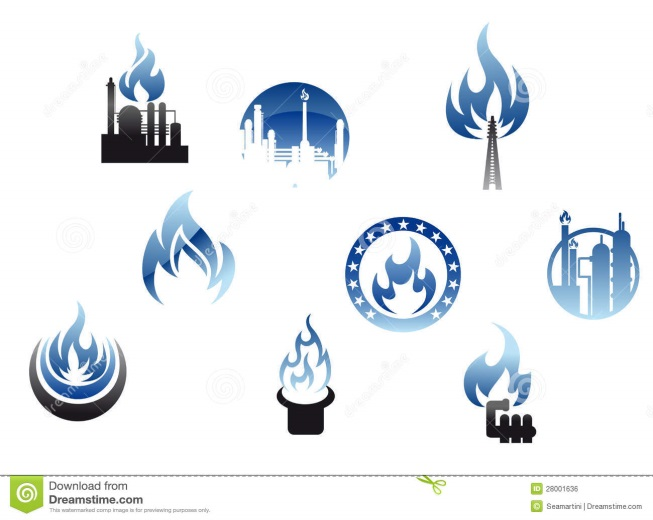 Download from
Dreamstime.com
This watermarked comp image is for previewing purposes only.
ID 28001636
© Seamartini | Dreamstime.com